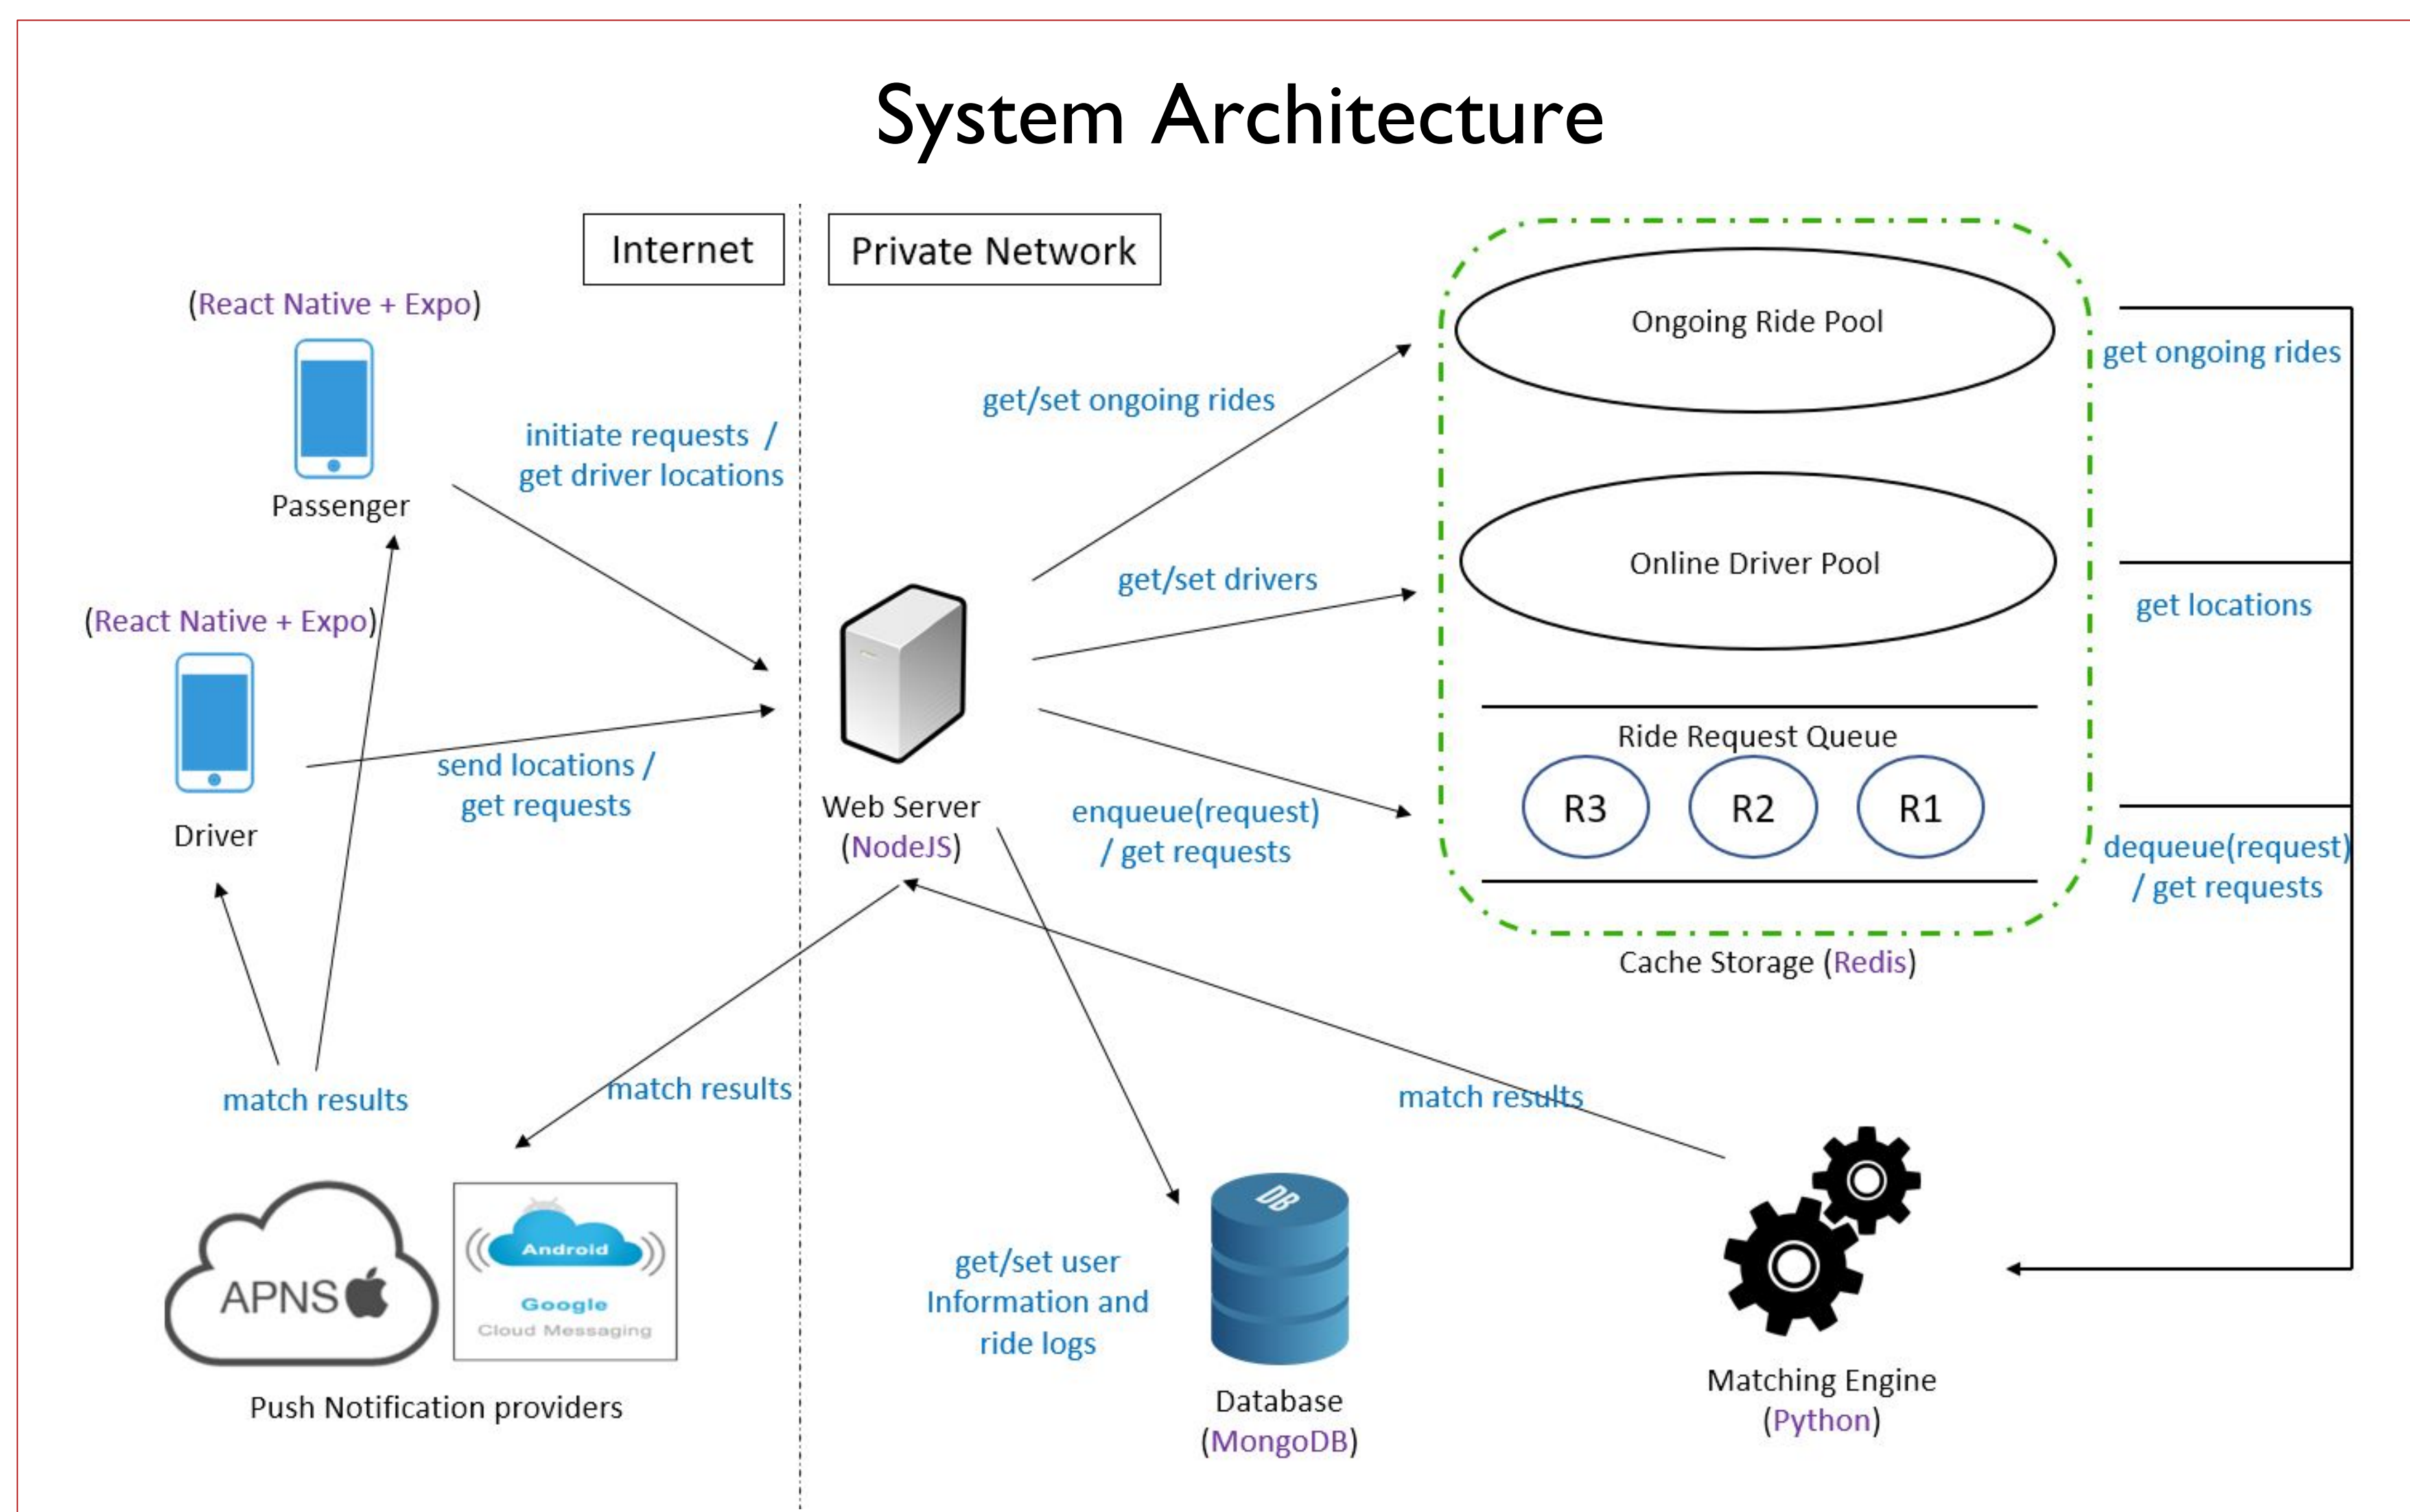 System Architecture
Internet
Private Network
(React Native + Expo)
Passenger
initiate requests /
get driver locations
(React Native + Expo)
Driver
send locations /
get requests
Web Server
(NodeJS)
get/set ongoing rides
get/set drivers
enqueue(request)
/ get requests
Ongoing Ride Pool
Online Driver Pool
Ride Request Queue
R3
R2
R1
Cache Storage (Redis)
get ongoing rides
get locations
dequeue(request)
/ get requests
match results
match results
match results
APNS
Android
Google
Cloud Messaging
Push Notification providers
get/set user
Information and
ride logs
DB
Database
(MongoDB)
Matching Engine
(Python)